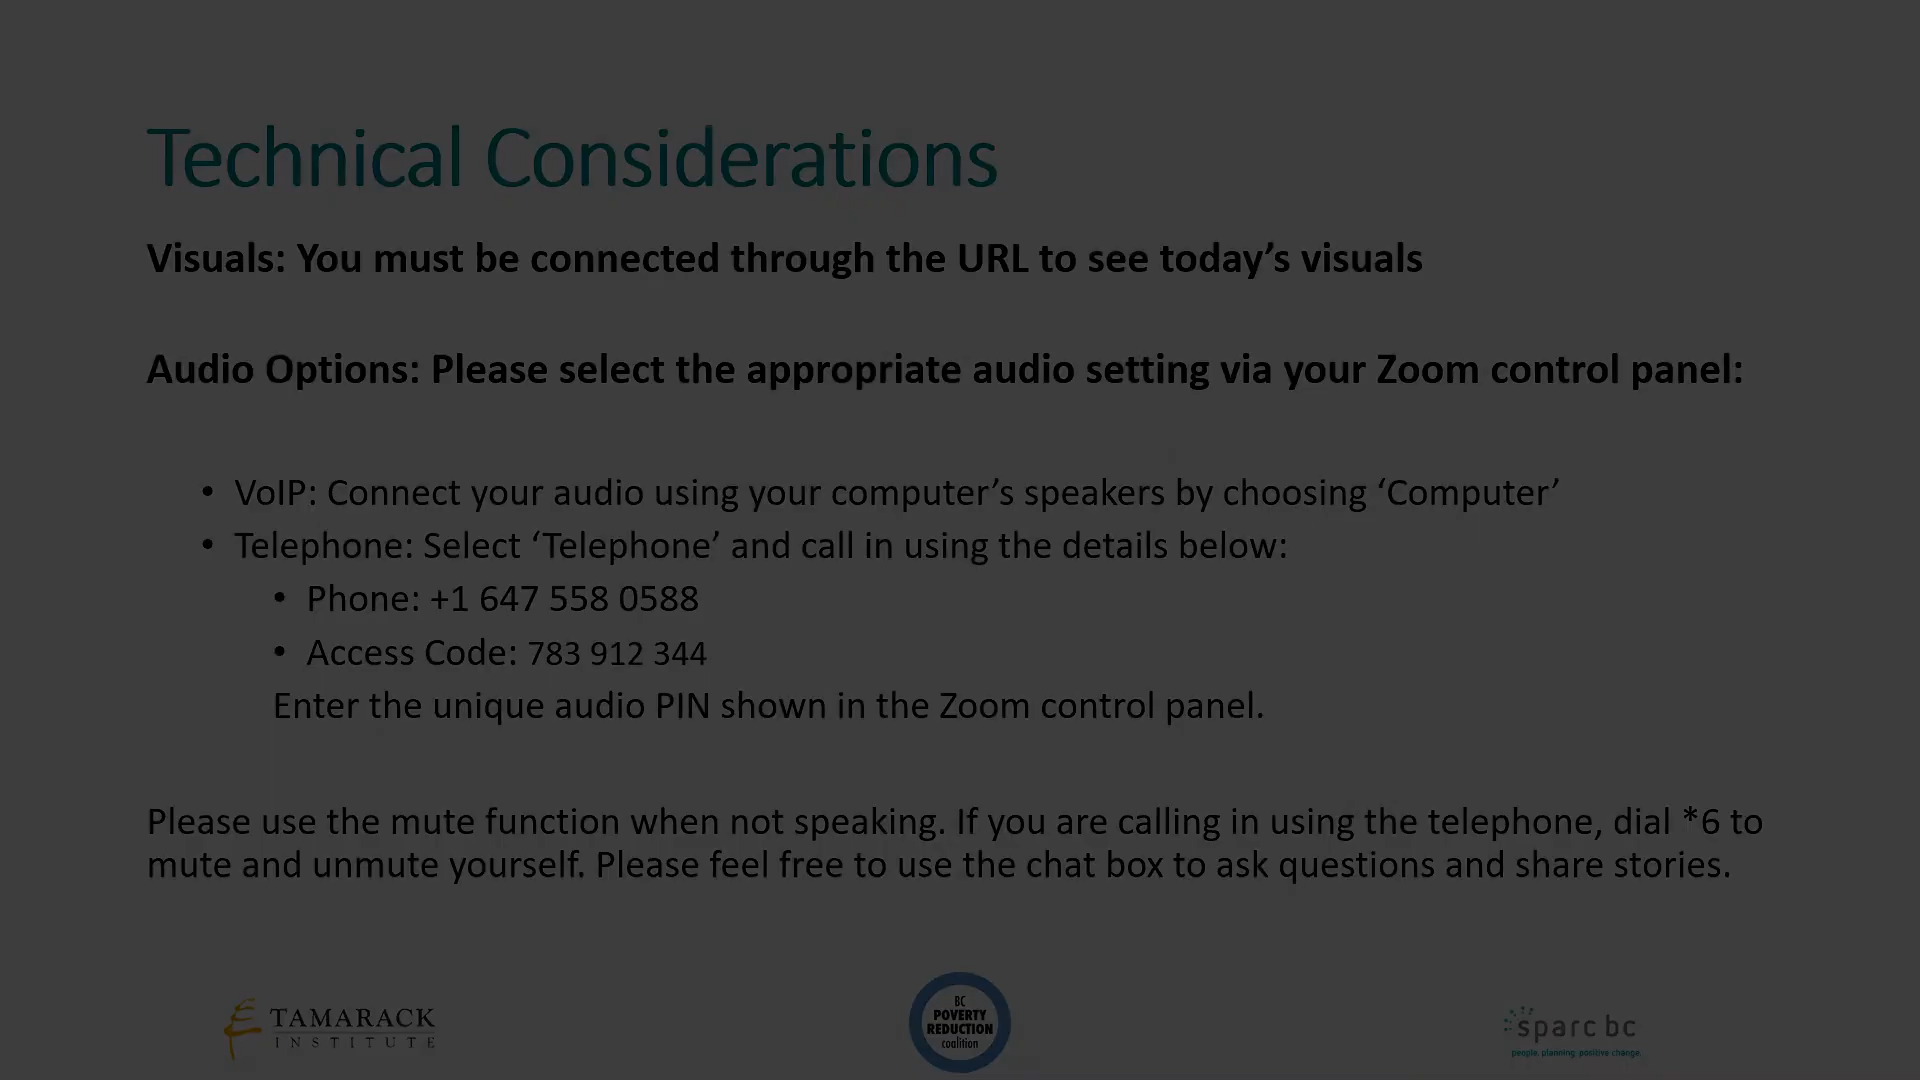 Technical Considerations
Visuals: You must be connected through the URL to see today’s visuals
Audio Options: Please select the appropriate audio setting via your Zoom control panel:
• VoIP: Connect your audio using your computer’s speakers by choosing ‘Computer’
• Telephone: Select ‘Telephone’ and call in using the details below:
• Phone: +1 647 558 0588
• Access Code: 783 912 344
Enter the unique audio PIN shown in the Zoom control panel.
Please use the mute function when not speaking. If you are calling in using the telephone, dial *6 to
mute and unmute yourself. Please feel free to use the chat box to ask questions and share stories.
TAMARACK
INSTITUTE
BC
POVERTY
REDUCTION
coalition
sparc bc
people. planning. positive change.